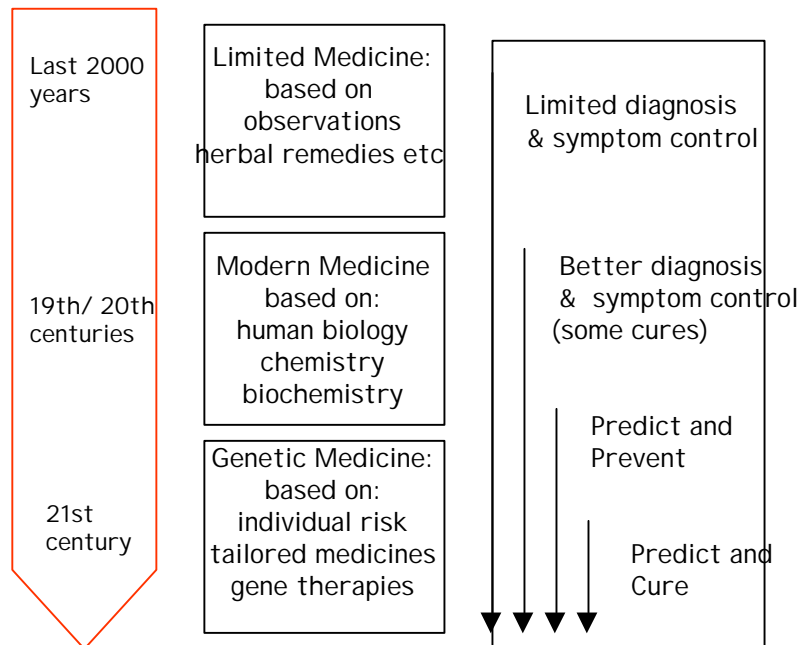 Last 2000
years
Limited Medicine:
based on
observations
herbal remedies etc
Limited diagnosis
& symptom control
19th/ 20th
centuries
Modern Medicine
based on:
human biology
chemistry
biochemistry
Better diagnosis
& symptom control
(some cures)
21st
century
Genetic Medicine:
based on:
individual risk
tailored medicines
gene therapies
Predict and
Prevent
Predict and
Cure